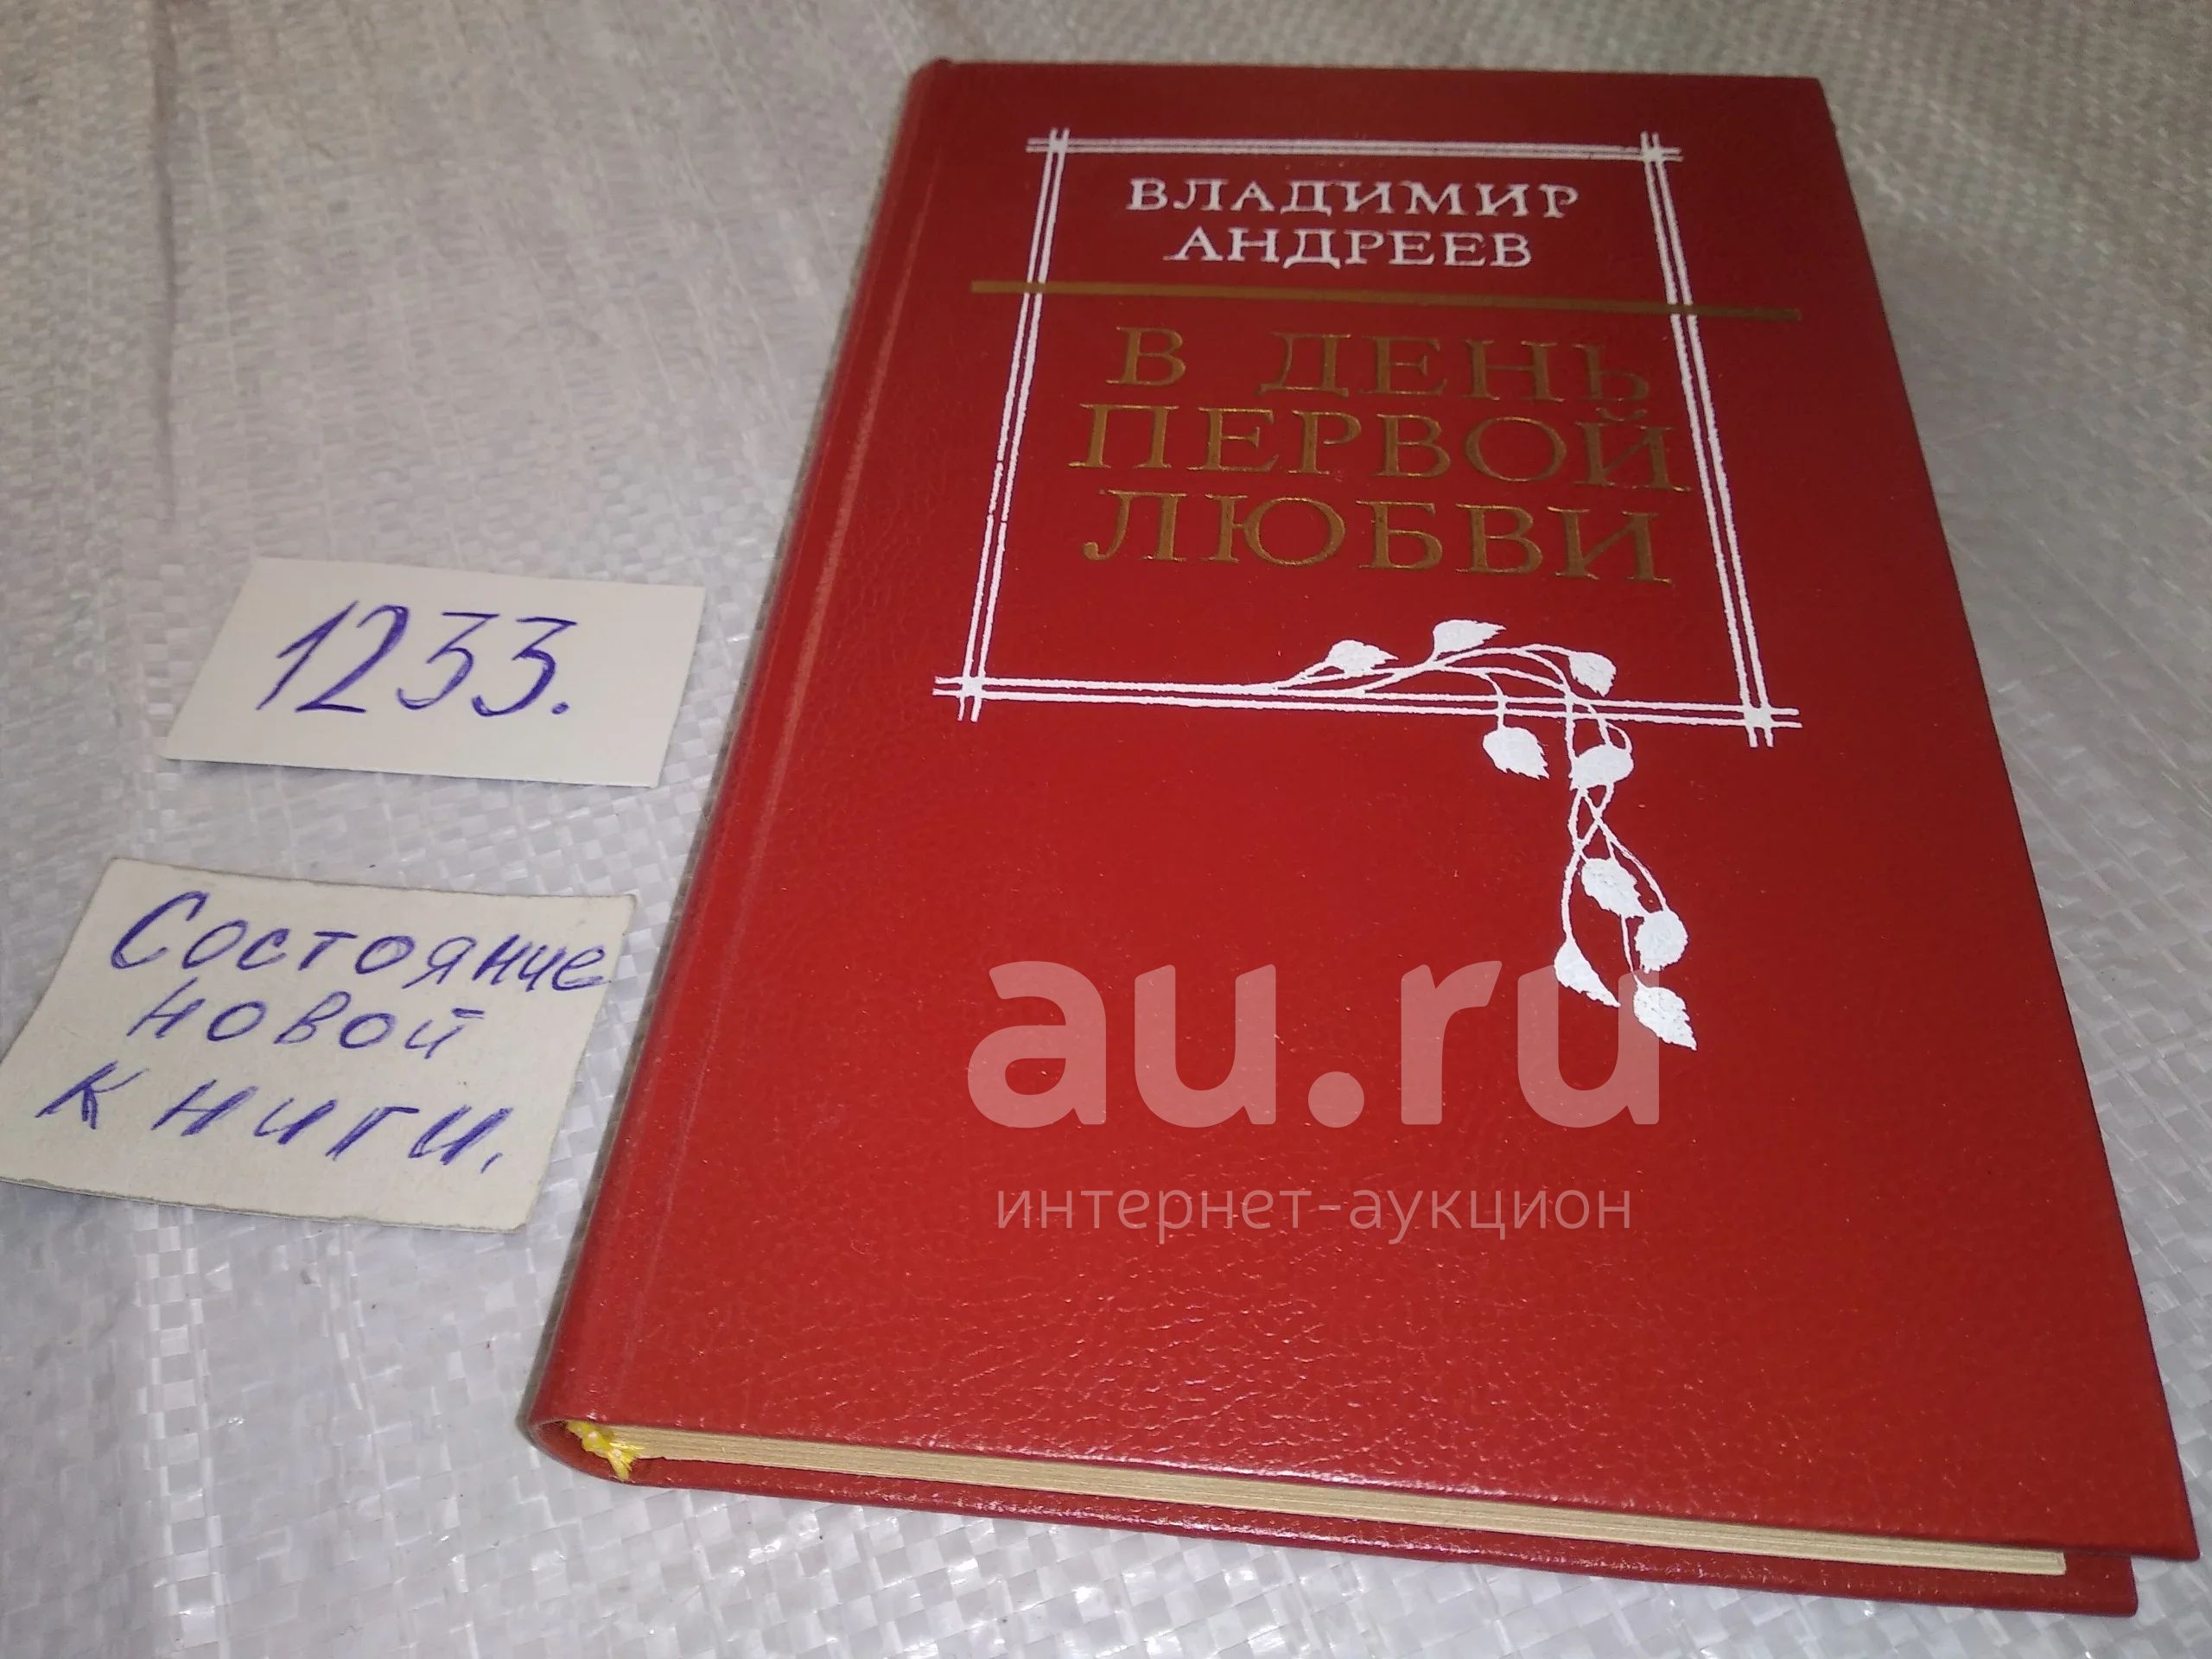 ВЛАДИМИР
АНДРЕЕВ
В ДЕНЬ
ПЕРВОЙ
ЛЮБВИ
1233.
Состояние
новой
книги.
au.ru
интернет-аукцион